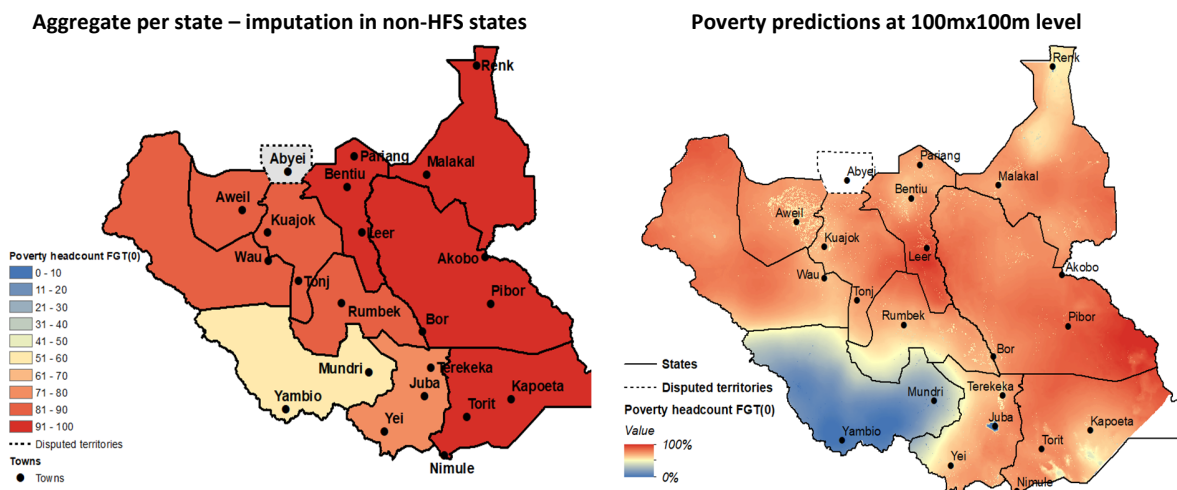 Aggregate per state – imputation in non-HFS states
Renk
Abyei
Pariang
Malakal
Bentiu
Aweil
Kuajok
Leer
Wau
Akobo
Tonj
Pibor
Rumbek
Bor
Mundri
Terekeka
Juba
Kapoeta
Yambio
Torit
Yei
Nimule
Poverty headcount FGT(0)
0 - 10
11 - 20
21 - 30
31 - 40
41 - 50
51 - 60
61 - 70
71 - 80
81 - 90
91 - 100
Disputed territories
Towns
Towns
Poverty predictions at 100mx100m level
Renk
Pariang
Abyei
Malakal
Bentiu
Aweil
Kuajok
Leer
Wau
Akobo
Tonj
Rumbek
Pibor
Bor
Mundri
Terekeka
Juba
Kapoeta
Yambio
Torit
Yei
Nimule
States
Disputed territories
Poverty headcount FGT(0)
Value
100%
0%